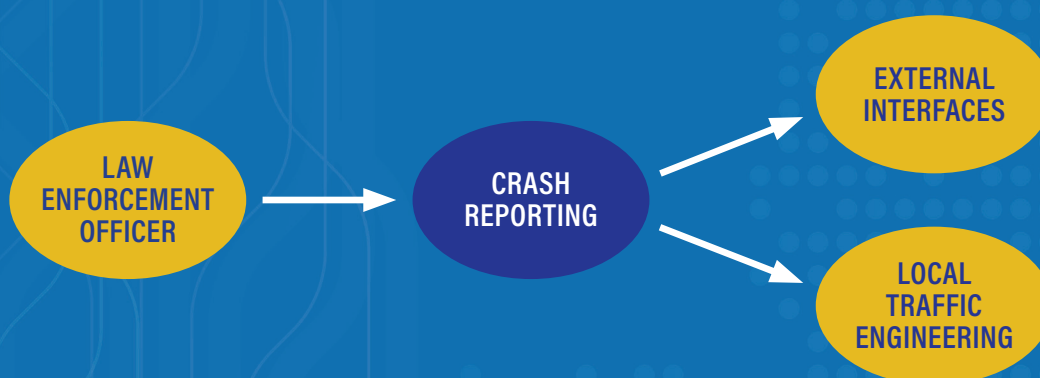 LAW
ENFORCEMENT
OFFICER
CRASH
REPORTING
EXTERNAL
INTERFACES
LOCAL
TRAFFIC
ENGINEERING